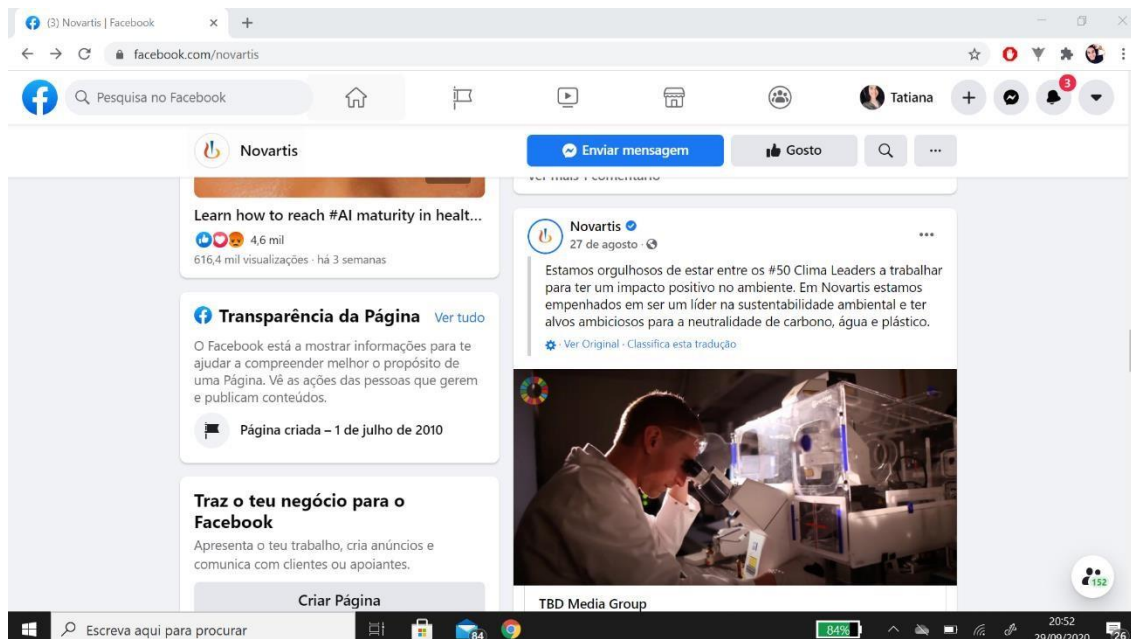 (3) Novartis | Facebook
facebook.com/novartis
Pesquisa no Facebook
Tatiana
3
Novartis
Enviar mensagem
Gosto
Learn how to reach #AI maturity in healt...
4,6 mil
616,4 mil visualizações · há 3 semanas
Transparência da Página Ver tudo
O Facebook está a mostrar informações para te
ajudar a compreender melhor o propósito de
uma Página. Vê as ações das pessoas que gerem
e publicam conteúdos.
Página criada – 1 de julho de 2010
Traz o teu negócio para o
Facebook
Apresenta o teu trabalho, cria anúncios e
comunica com clientes ou apoiantes.
Criar Página
Ver mais 1 comentário
Novartis
27 de agosto ·
Estamos orgulhosos de estar entre os #50 Clima Leaders a trabalhar
para ter um impacto positivo no ambiente. Em Novartis estamos
empenhados em ser um líder na sustentabilidade ambiental e ter
alvos ambiciosos para a neutralidade de carbono, água e plástico.
· Ver Original · Classifica esta tradução
TBD Media Group
152
Escreva aqui para procurar
84
84%
20:52
29/09/2020
26